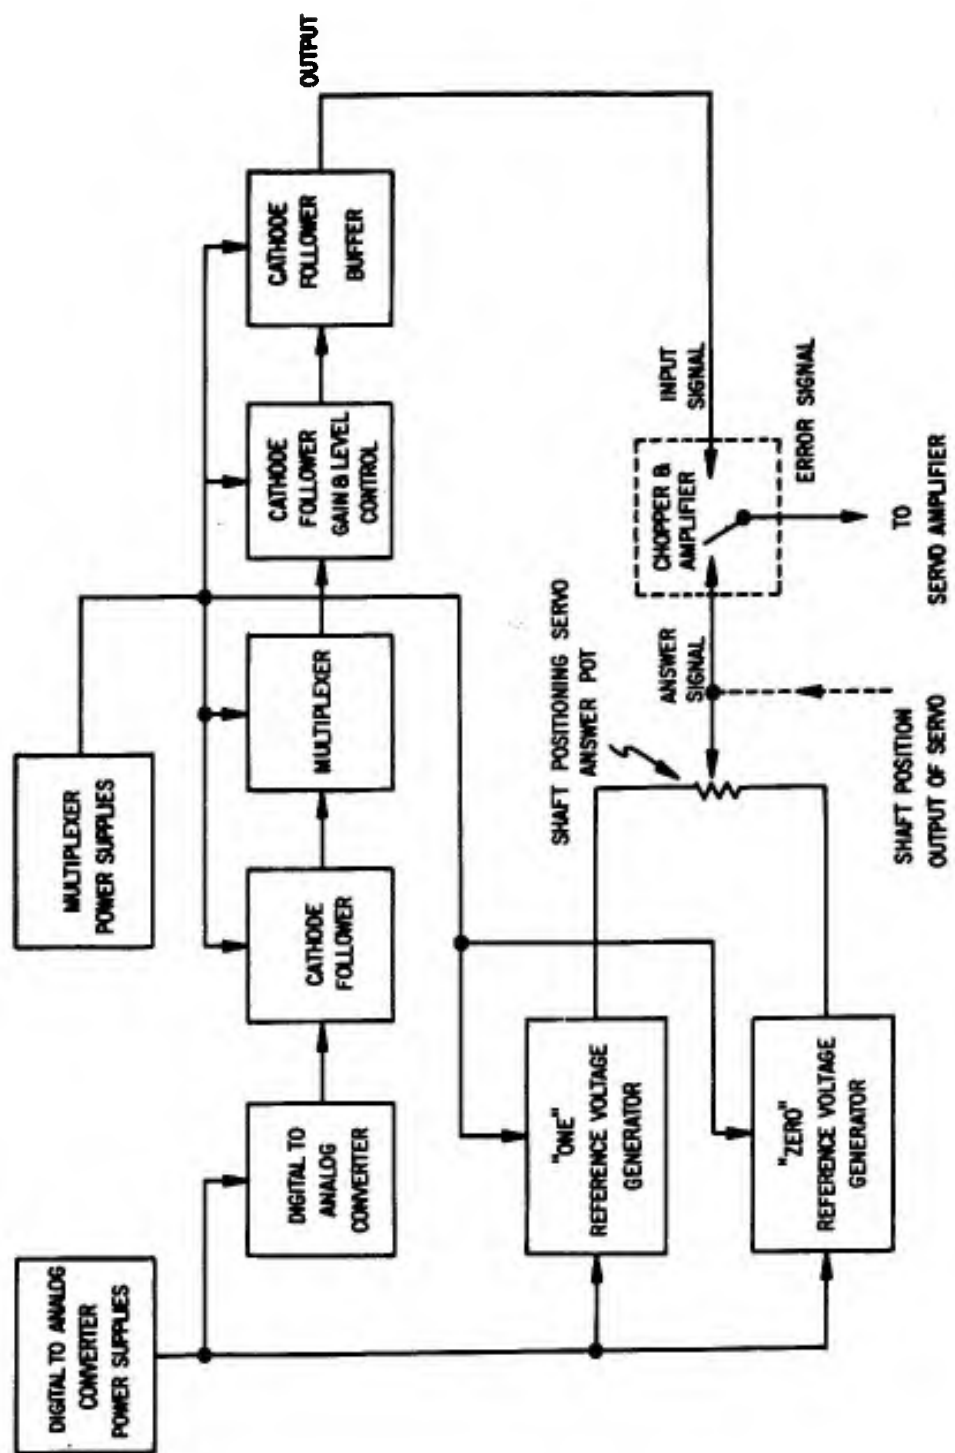 DIGITAL TO ANALOG
CONVERTER
POWER SUPPLIES
MULTIPLEXER
POWER SUPPLIES
DIGITAL TO
ANALOG
CONVERTER
CATHODE
FOLLOWER
MULTIPLEXER
CATHODE
FOLLOWER
GAIN & LEVEL
CONTROL
CATHODE
FOLLOWER
BUFFER
OUTPUT
"ONE"
REFERENCE VOLTAGE
GENERATOR
"ZERO"
REFERENCE VOLTAGE
GENERATOR
SHAFT POSITIONING SERVO
ANSWER POT
ANSWER
SIGNAL
CHOPPER &
AMPLIFIER
INPUT
SIGNAL
ERROR SIGNAL
SHAFT POSITION
OUTPUT OF SERVO
TO
SERVO AMPLIFIER